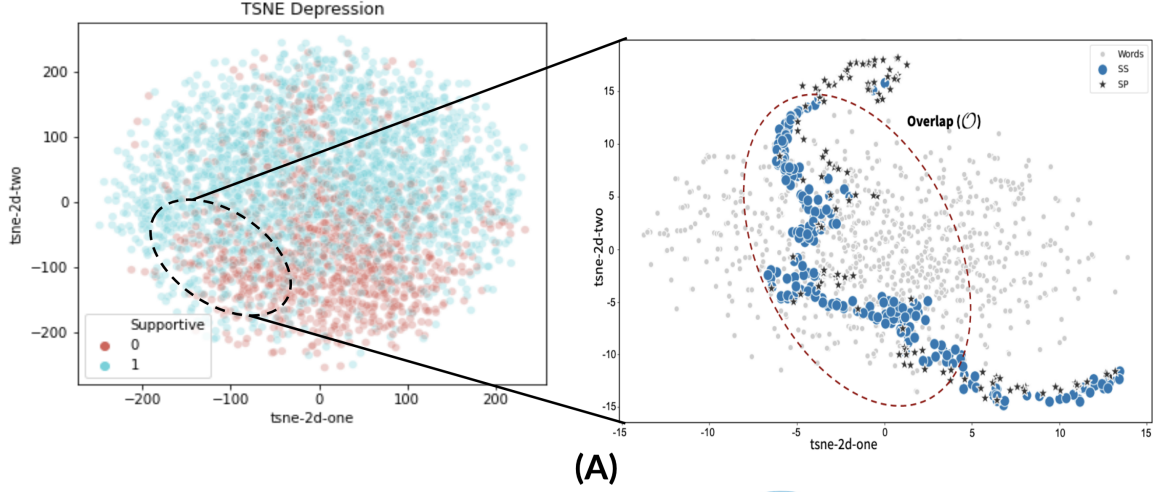 TSNE Depression
200
100
0
−100
−200
tsne-2d-two
Supportive
0
1
−200
−100
0
100
200
tsne-2d-one
Words
SS
SP
Overlap (𝒪)
15
10
5
0
-5
-10
-15
tsne-2d-two
-15
-10
-5
0
5
10
15
tsne-2d-one
(A)